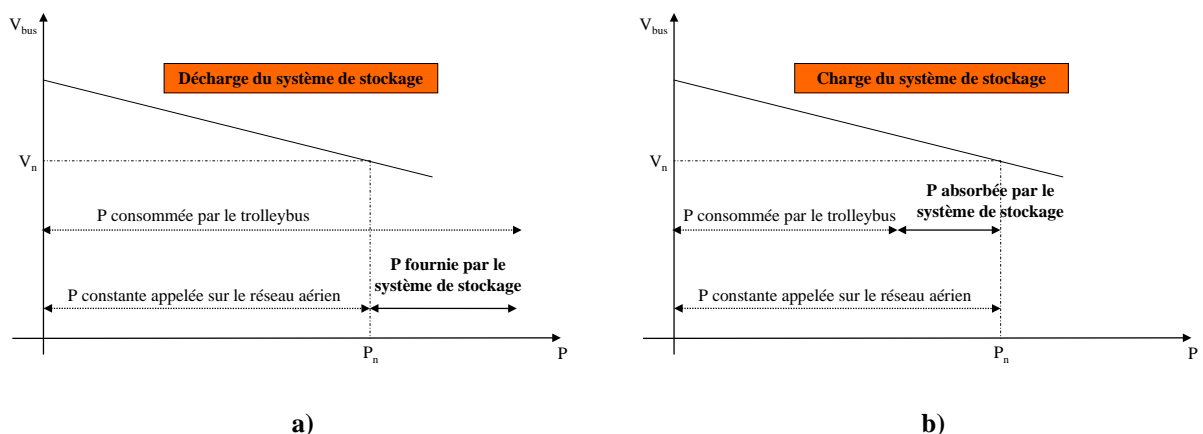 V_bus
Décharge du système de stockage
V_n
P consommée par le trolleybus
P fournie par le
système de stockage
P constante appelée sur le réseau aérien
P_n
P
a)
V_bus
Charge du système de stockage
V_n
P absorbée par le
système de stockage
P consommée par le trolleybus
P constante appelée sur le réseau aérien
P_n
P
b)